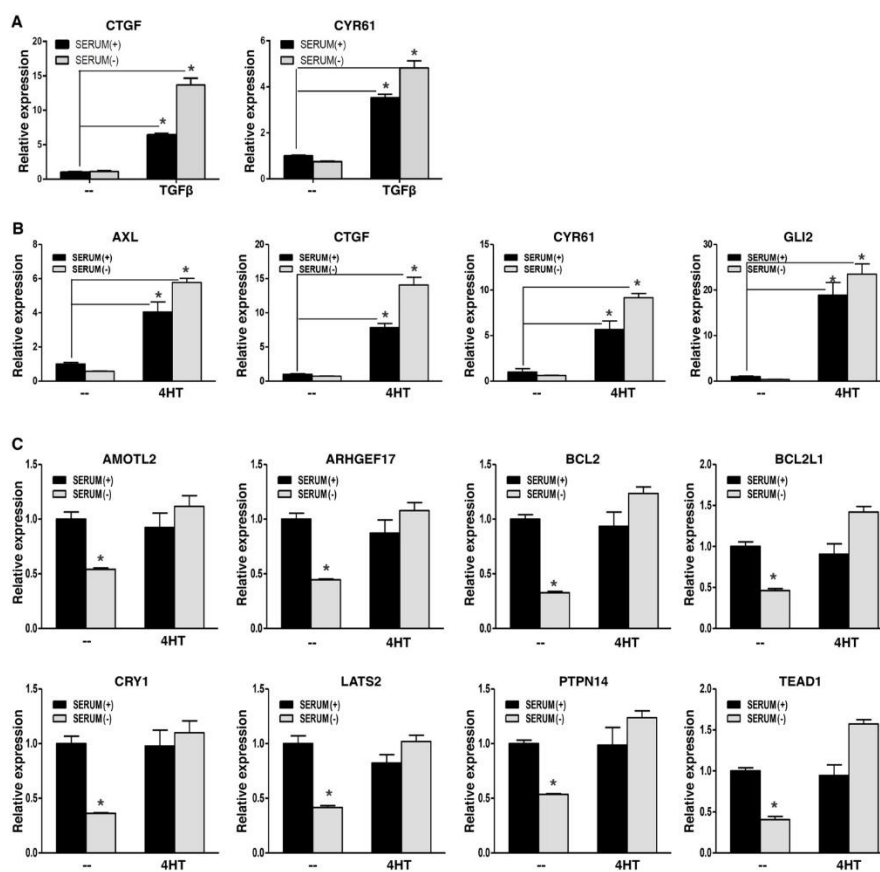 A
CTGF
SERUM(+)
SERUM(-)
Relative expression
20
15
10
5
0
--
TGFβ
*
*
CYR61
SERUM(+)
SERUM(-)
Relative expression
6
4
2
0
--
TGFβ
*
*
B
AXL
SERUM(+)
SERUM(-)
Relative expression
8
6
4
2
0
--
4HT
*
*
CTGF
SERUM(+)
SERUM(-)
Relative expression
20
15
10
5
0
--
4HT
*
*
CYR61
SERUM(+)
SERUM(-)
Relative expression
15
10
5
0
--
4HT
*
*
GLI2
SERUM(+)
SERUM(-)
Relative expression
30
20
10
0
--
4HT
*
*
C
AMOTL2
SERUM(+)
SERUM(-)
Relative expression
1.5
1.0
0.5
0.0
--
4HT
*
ARHGEF17
SERUM(+)
SERUM(-)
Relative expression
1.5
1.0
0.5
0.0
--
4HT
*
BCL2
SERUM(+)
SERUM(-)
Relative expression
1.5
1.0
0.5
0.0
--
4HT
*
BCL2L1
SERUM(+)
SERUM(-)
Relative expression
2.0
1.5
1.0
0.5
0.0
--
4HT
*
CRY1
SERUM(+)
SERUM(-)
Relative expression
1.5
1.0
0.5
0.0
--
4HT
*
LATS2
SERUM(+)
SERUM(-)
Relative expression
1.5
1.0
0.5
0.0
--
4HT
*
PTPN14
SERUM(+)
SERUM(-)
Relative expression
1.5
1.0
0.5
0.0
--
4HT
*
TEAD1
SERUM(+)
SERUM(-)
Relative expression
2.0
1.5
1.0
0.5
0.0
--
4HT
*